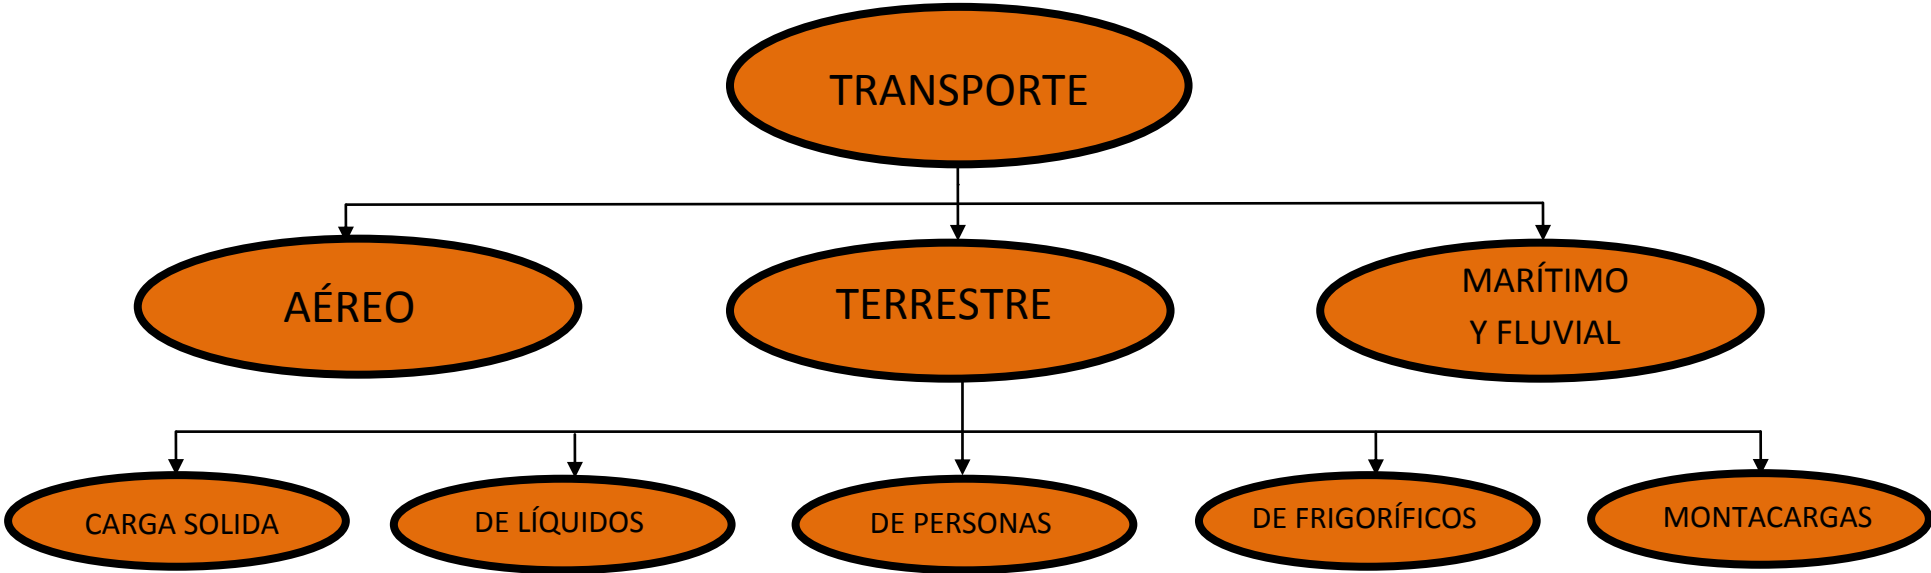 TRANSPORTE
AÉREO
TERRESTRE
MARÍTIMO
Y FLUVIAL
CARGA SOLIDA
DE LÍQUIDOS
DE PERSONAS
DE FRIGORÍFICOS
MONTACARGAS